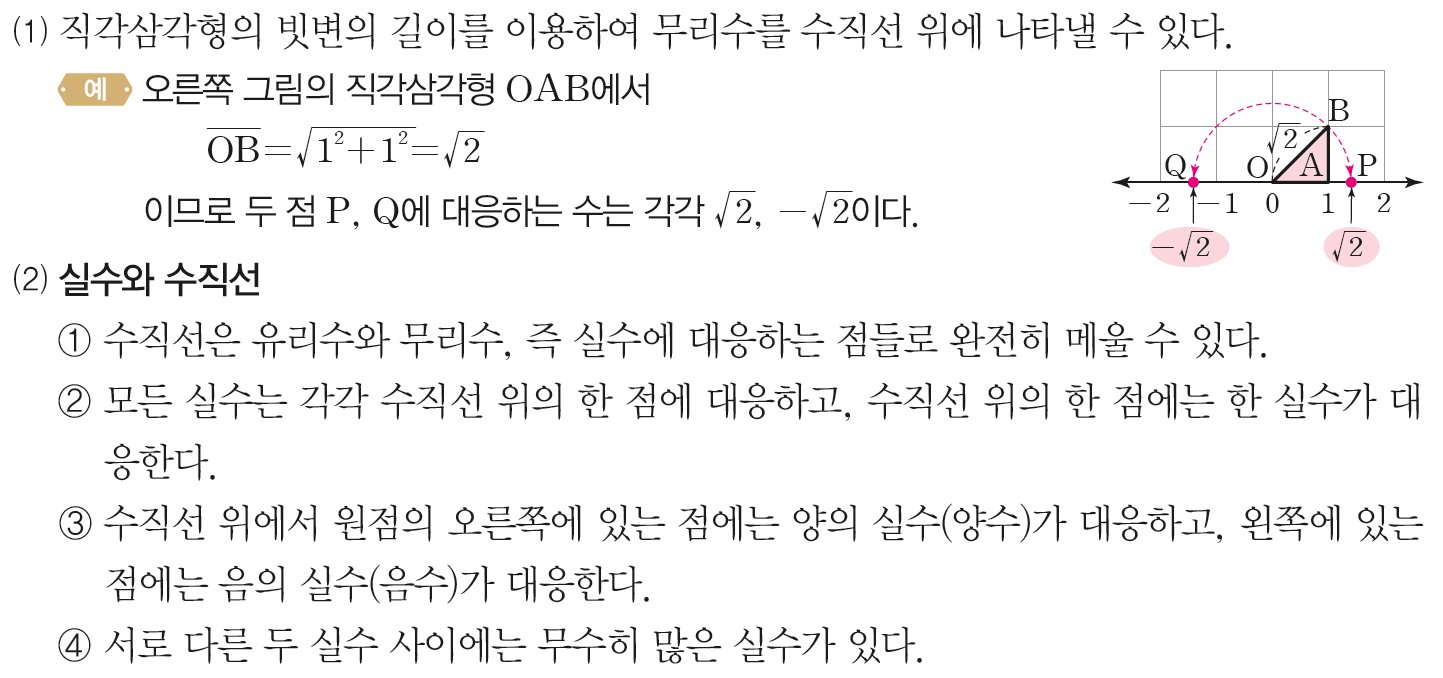 (1) 직각삼각형의 빗변의 길이를 이용하여 무리수를 수직선 위에 나타낼 수 있다.
예 오른쪽 그림의 직각삼각형 OAB에서
$\overline{\mathrm{OB}}=\sqrt{1^2+1^2}=\sqrt{2}$
이므로 두 점 P, Q에 대응하는 수는 각각 √2, −√2이다.
B
√2
Q O A P
−2 −1 0 1 2
−√2 √2
(2) 실수와 수직선
① 수직선은 유리수와 무리수, 즉 실수에 대응하는 점들로 완전히 메울 수 있다.
② 모든 실수는 각각 수직선 위의 한 점에 대응하고, 수직선 위의 한 점에는 한 실수가 대
응한다.
③ 수직선 위에서 원점의 오른쪽에 있는 점에는 양의 실수(양수)가 대응하고, 왼쪽에 있는
점에는 음의 실수(음수)가 대응한다.
④ 서로 다른 두 실수 사이에는 무수히 많은 실수가 있다.